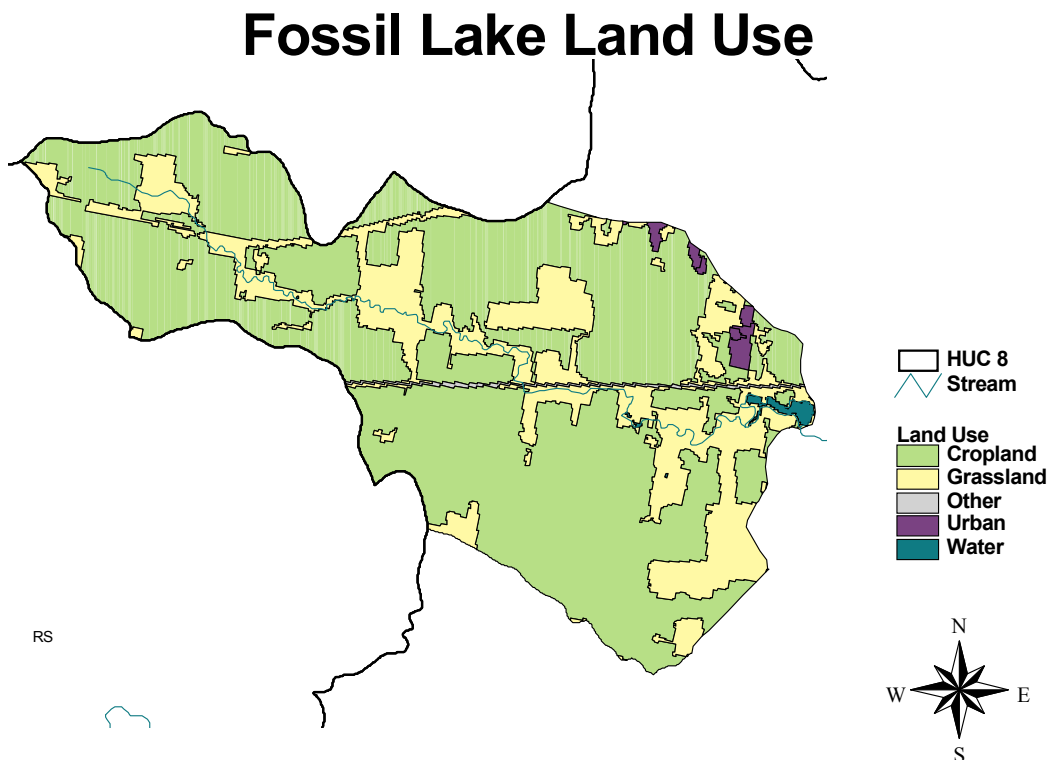 Fossil Lake Land Use
HUC 8
Stream
Land Use
Cropland
Grassland
Other
Urban
Water
RS
N
W
E
S